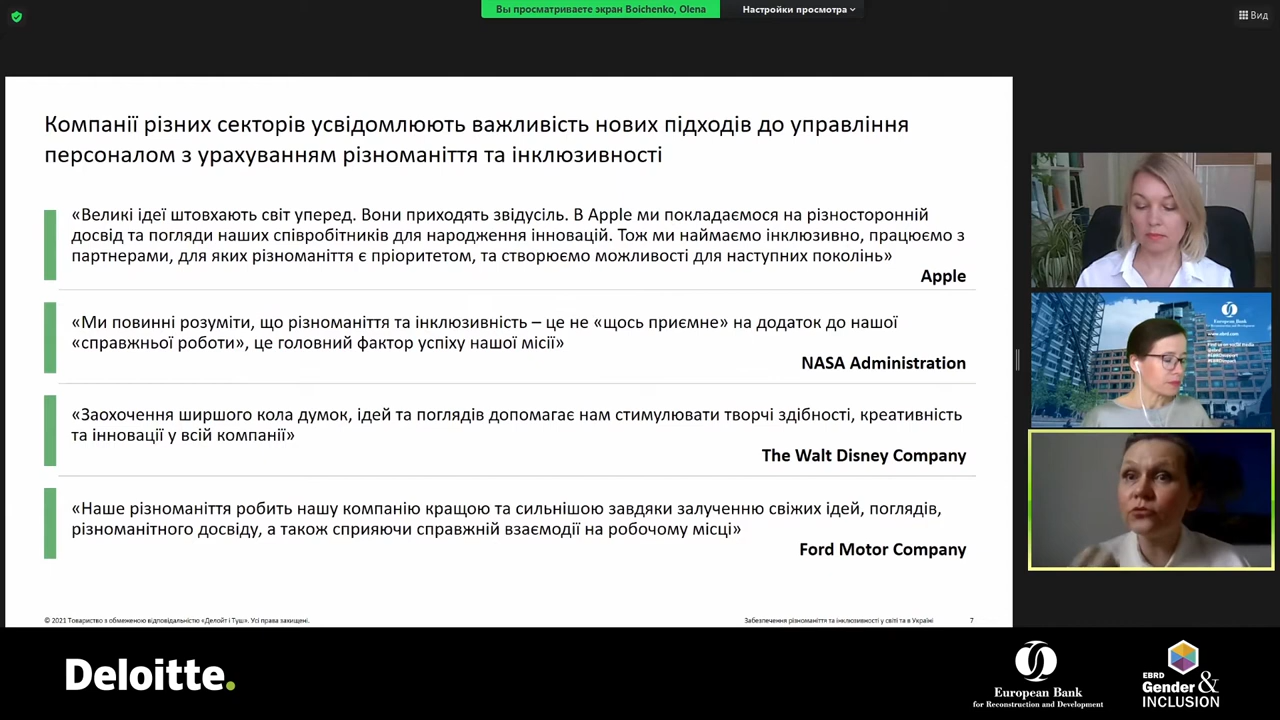 Вы просматриваете экран Boichenko, Olena
Настройки просмотра
Вид
Компанії різних секторів усвідомлюють важливість нових підходів до управління
персоналом з урахуванням різноманіття та інклюзивності
«Великі ідеї штовхають світ уперед. Вони приходять звідусіль. В Apple ми покладаємося на різносторонній
досвід та погляди наших співробітників для народження інновацій. Тож ми наймаємо інклюзивно, працюємо з
партнерами, для яких різноманіття є пріоритетом, та створюємо можливості для наступних поколінь»
Apple
«Ми повинні розуміти, що різноманіття та інклюзивність – це не «щось приємне» на додаток до нашої
«справжньої роботи», це головний фактор успіху нашої місії»
NASA Administration
«Заохочення ширшого кола думок, ідей та поглядів допомагає нам стимулювати творчі здібності, креативність
та інновації у всій компанії»
The Walt Disney Company
«Наше різноманіття робить нашу компанію кращою та сильнішою завдяки залученню свіжих ідей, поглядів,
різноманітного досвіду, а також сприяючи справжній взаємодії на робочому місці»
Ford Motor Company
© 2021 Товариство з обмеженою відповідальністю «Делойт і Туш». Усі права захищені.
Забезпечення різноманіття та інклюзивності у світі та в Україні
7
European Bank
www.ebrd.com
Deloitte.
European Bank
for Reconstruction and Development
EBRD
Gender &
INCLUSION